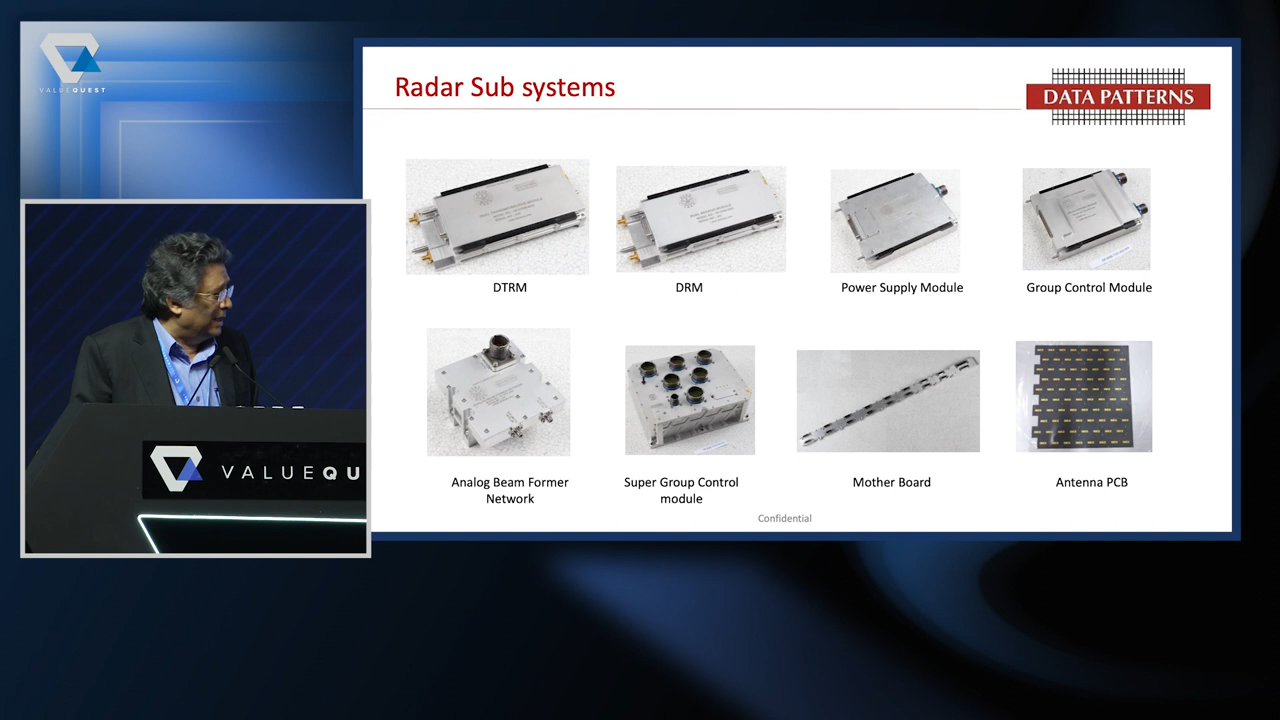 VALUEQUEST
Radar Sub systems
DATA PATTERNS
DTRM
DRM
Power Supply Module
Group Control Module
Analog Beam Former
Network
Super Group Control
module
Mother Board
Antenna PCB
Confidential
VALUEQU